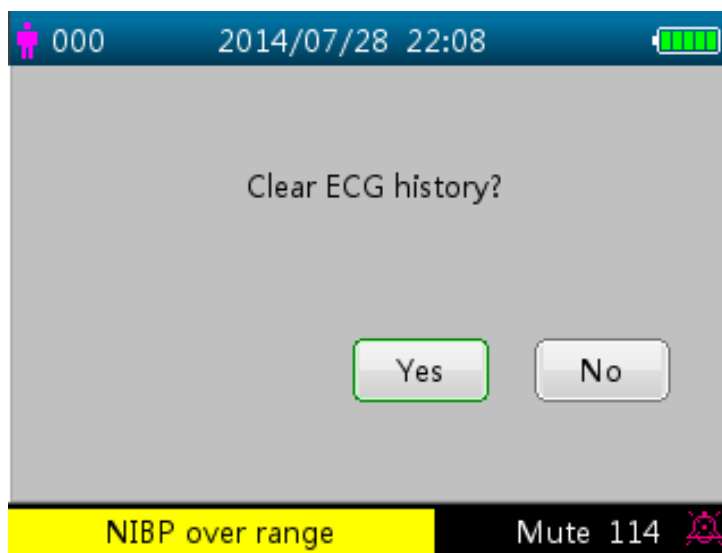 000 2014/07/28 22:08
Clear ECG history?
Yes No
NIBP over range Mute 114